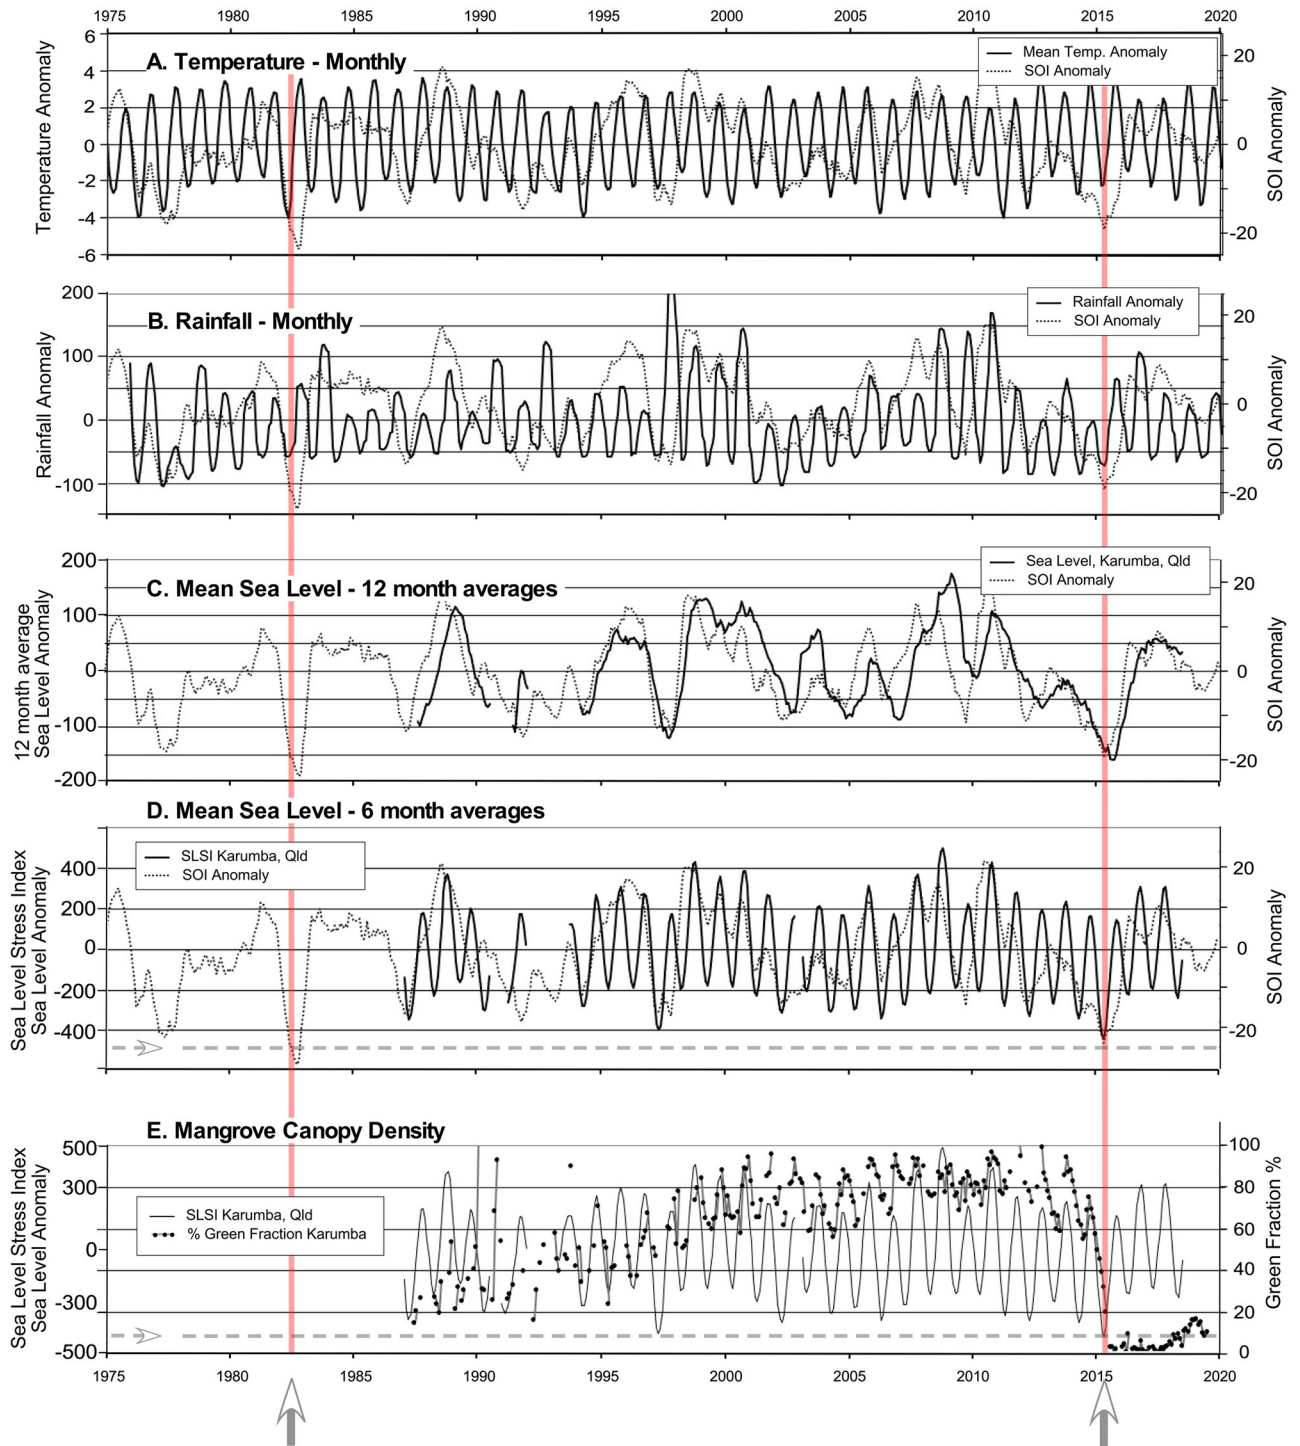 1975 1980 1985 1990 1995 2000 2005 2010 2015 2020
A. Temperature - Monthly
Mean Temp. Anomaly
SOI Anomaly
Temperature Anomaly
6
4
2
0
-2
-4
-6
20
0
-20
SOI Anomaly
B. Rainfall - Monthly
Rainfall Anomaly
SOI Anomaly
Rainfall Anomaly
200
100
0
-100
20
0
-20
SOI Anomaly
C. Mean Sea Level - 12 month averages
Sea Level, Karumba, Qld
SOI Anomaly
12 month average
Sea Level Anomaly
200
100
0
-100
-200
20
0
-20
SOI Anomaly
D. Mean Sea Level - 6 month averages
SLSI Karumba, Qld
SOI Anomaly
Sea Level Stress Index
Sea Level Anomaly
400
200
0
-200
-400
20
0
-20
SOI Anomaly
E. Mangrove Canopy Density
SLSI Karumba, Qld
% Green Fraction Karumba
Sea Level Stress Index
Sea Level Anomaly
500
300
0
-300
-500
100
80
60
40
20
0
Green Fraction %
1975 1980 1985 1990 1995 2000 2005 2010 2015 2020